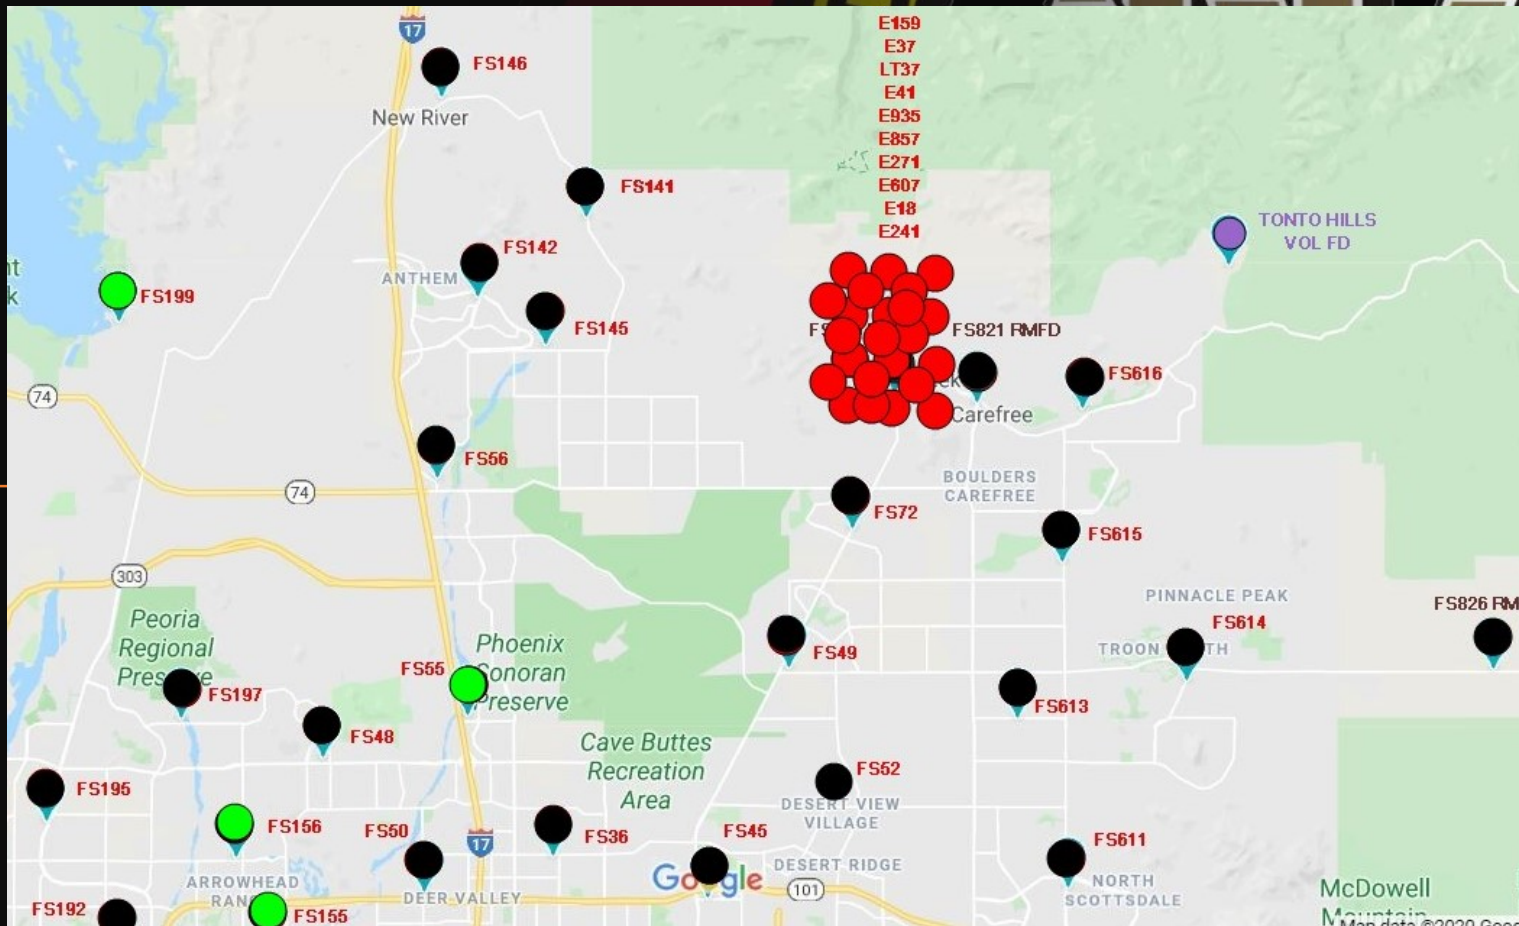 E159
E37
LT37
E41
E935
E857
E271
E607
E18
E241
17
FS146
New River
FS141
TONTO HILLS
VOL FD
FS142
ANTHEM
FS199
FS145
FS821 RMFD
FS616
74
Carefree
FS56
74
BOULDERS
CAREFREE
FS72
FS615
303
PINNACLE PEAK
FS826 RM
Peoria
Regional
FS614
Phoenix
Sonoran
Preserve
FS49
TROON
FS55
FS197
FS613
FS48
Cave Buttes
Recreation
Area
FS52
FS195
DESERT VIEW
VILLAGE
FS156
FS50
17
FS36
FS45
FS611
Google
DESERT RIDGE
101
ARROWHEAD
DEER VALLEY
NORTH
SCOTTSDALE
McDowell
Mountain
FS192
FS155
Map data ©2020